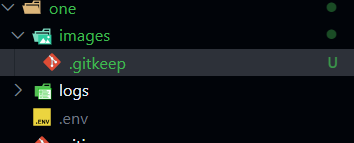 one
images
.gitkeep U
logs
.ENV .env